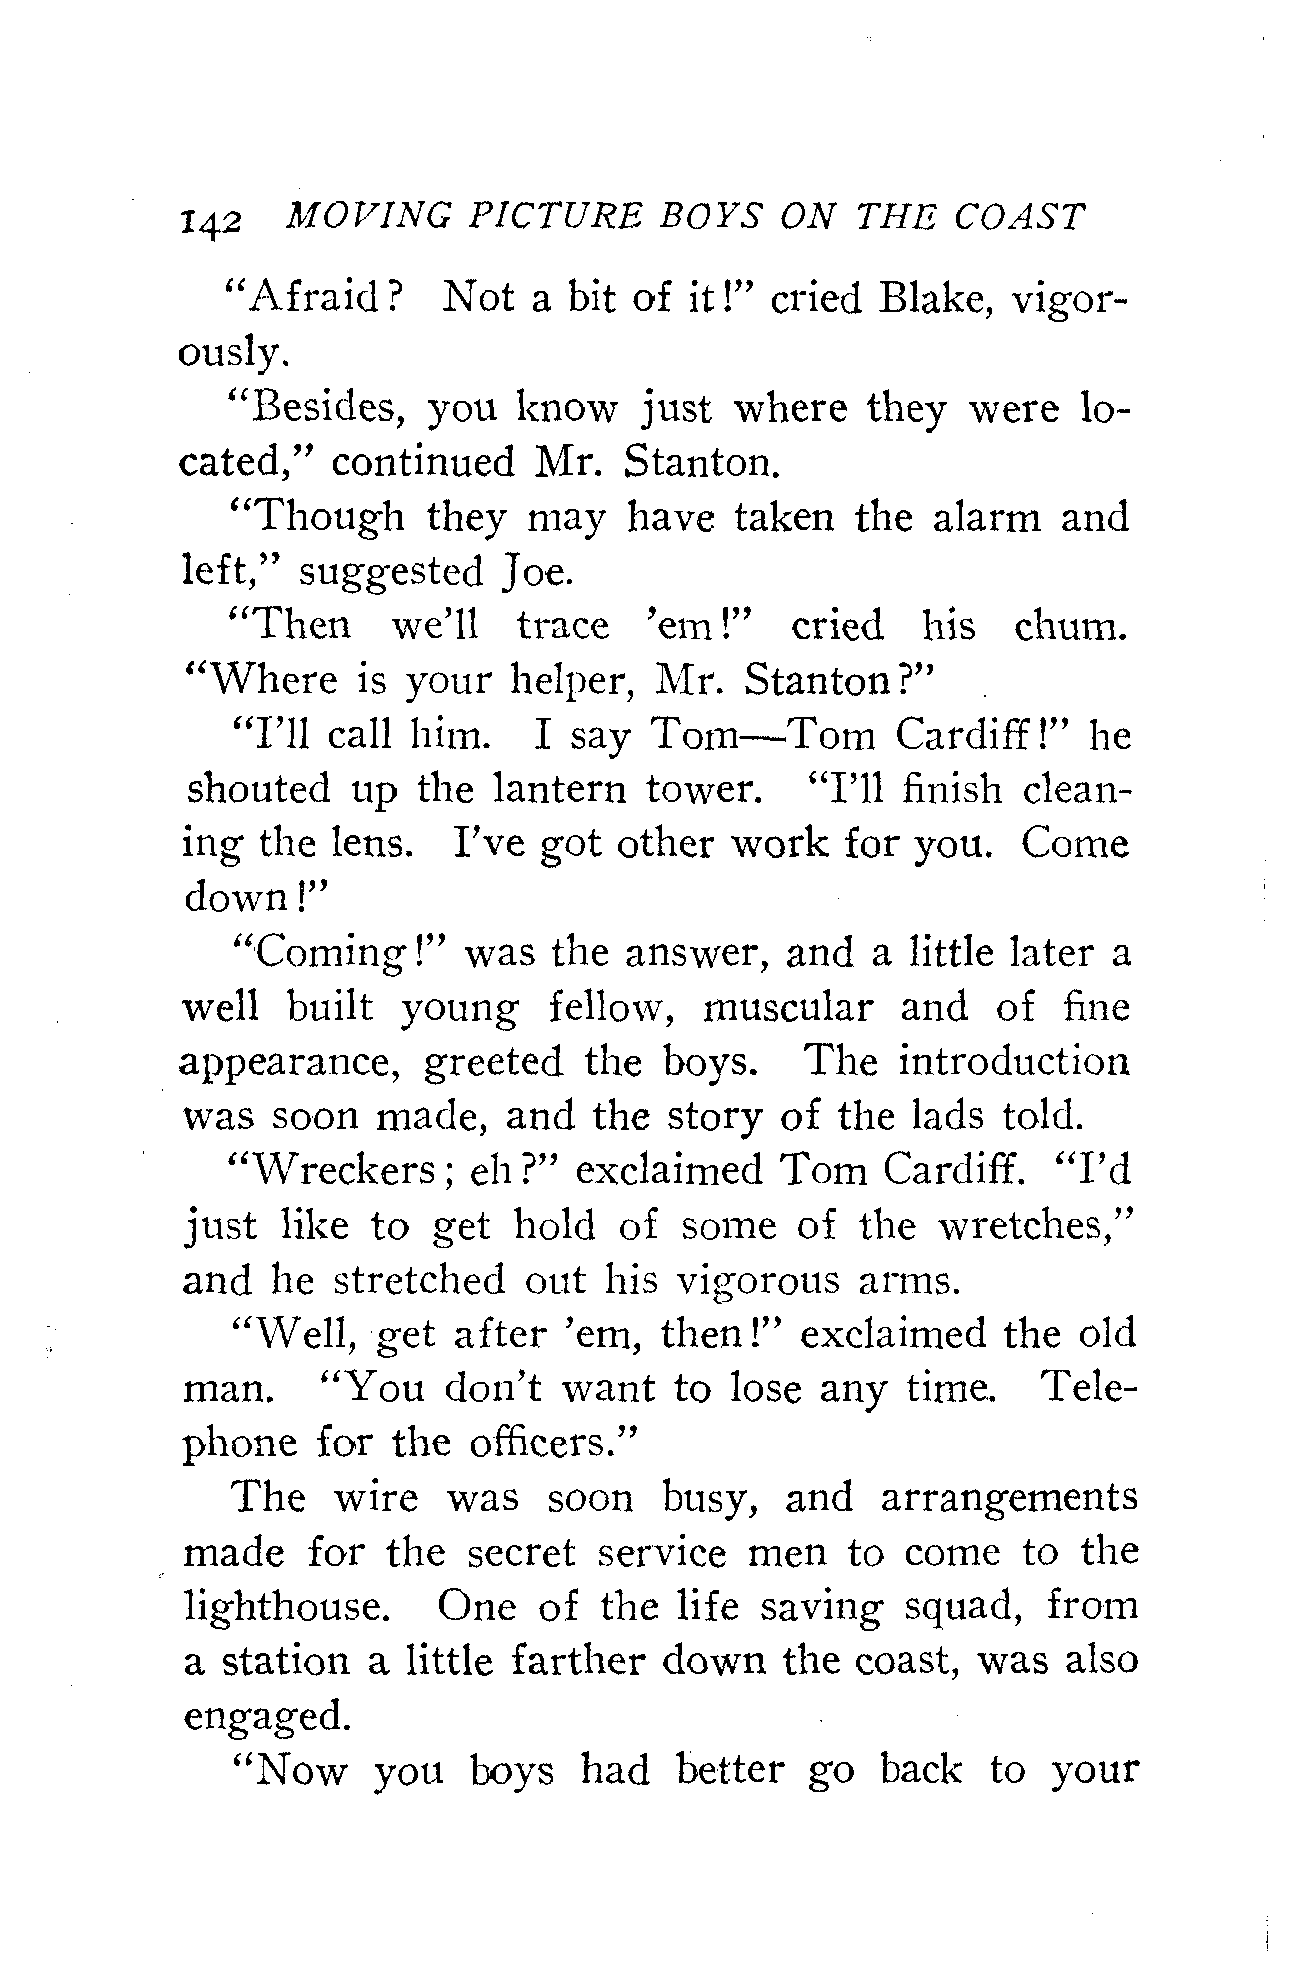 142 MOVING PICTURE BOYS ON THE COAST
“Afraid? Not a bit of it!” cried Blake, vigor-
ously.
“Besides, you know just where they were lo-
cated,” continued Mr. Stanton.
“Though they may have taken the alarm and
left,” suggested Joe.
“Then we’ll trace ’em!” cried his chum.
“Where is your helper, Mr. Stanton?”
“I’ll call him. I say Tom—Tom Cardiff!” he
shouted up the lantern tower. “I’ll finish clean-
ing the lens. I’ve got other work for you. Come
down!”
“Coming!” was the answer, and a little later a
well built young fellow, muscular and of fine
appearance, greeted the boys. The introduction
was soon made, and the story of the lads told.
“Wreckers; eh?” exclaimed Tom Cardiff. “I’d
just like to get hold of some of the wretches,”
and he stretched out his vigorous arms.
“Well, get after ’em, then!” exclaimed the old
man. “You don’t want to lose any time. Tele-
phone for the officers.”
The wire was soon busy, and arrangements
made for the secret service men to come to the
lighthouse. One of the life saving squad, from
a station a little farther down the coast, was also
engaged.
“Now you boys had better go back to your